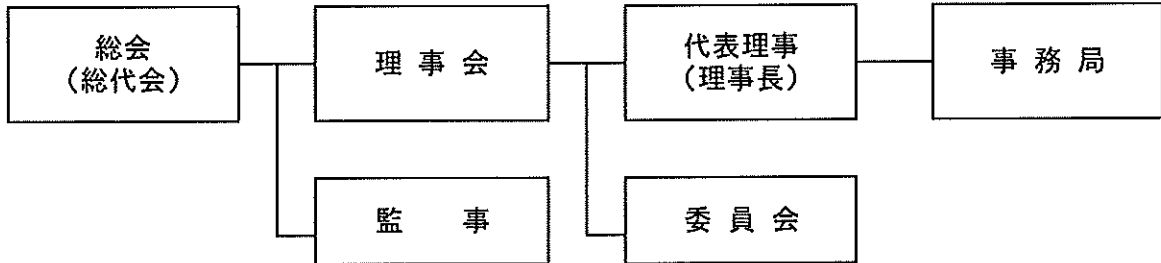 総会
(総代会)
理事会
代表理事
(理事長)
事務局
監事
委員会